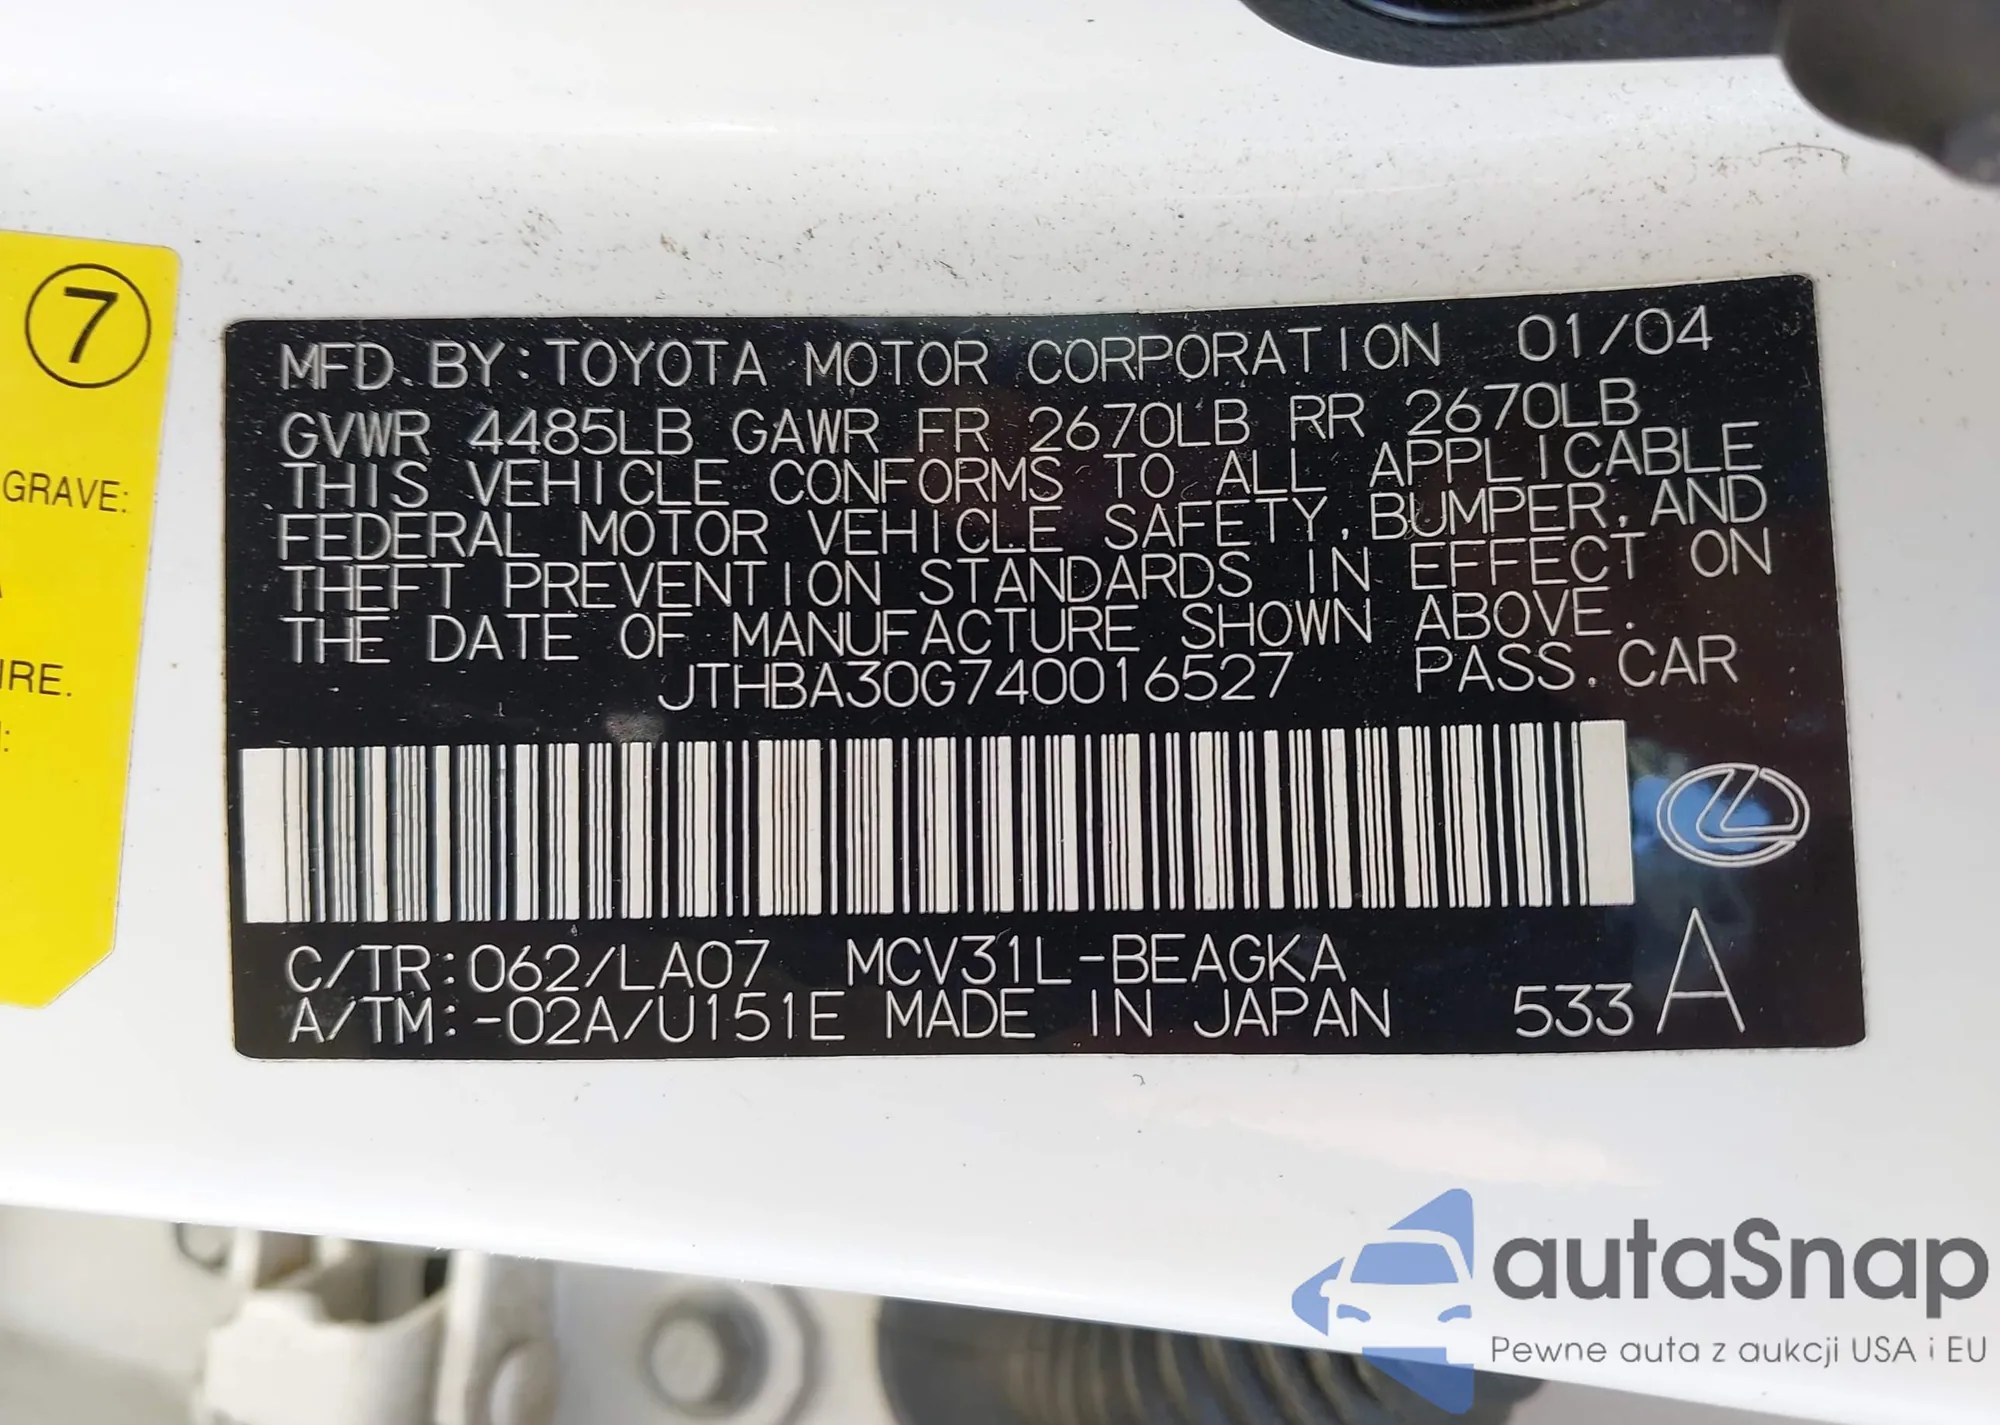 7
GRAVE:
IRE.
MFD. BY: TOYOTA MOTOR CORPORATION 01/04
GVWR 4485LB GAWR FR 2670LB RR 2670LB
THIS VEHICLE CONFORMS TO ALL APPLICABLE
FEDERAL MOTOR VEHICLE SAFETY, BUMPER, AND
THEFT PREVENTION STANDARDS IN EFFECT ON
THE DATE OF MANUFACTURE SHOWN ABOVE.
JTHBA30G740016527 PASS. CAR
C/TR: 062/LA07 MCV31L-BEAGKA
A/TM: -02A/U151E MADE IN JAPAN 533 A
autaSnap
Pewne auta z aukcji USA i EU